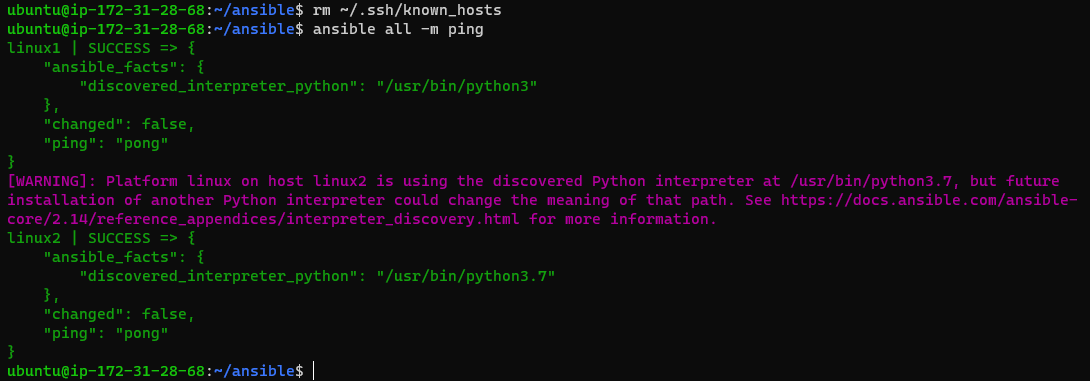 ubuntu@ip-172-31-28-68:~/ansible$ rm ~/.ssh/known_hosts
ubuntu@ip-172-31-28-68:~/ansible$ ansible all -m ping
linux1 | SUCCESS => {
    "ansible_facts": {
        "discovered_interpreter_python": "/usr/bin/python3"
    },
    "changed": false,
    "ping": "pong"
}
[WARNING]: Platform linux on host linux2 is using the discovered Python interpreter at /usr/bin/python3.7, but future
installation of another Python interpreter could change the meaning of that path. See https://docs.ansible.com/ansible-
core/2.14/reference_appendices/interpreter_discovery.html for more information.
linux2 | SUCCESS => {
    "ansible_facts": {
        "discovered_interpreter_python": "/usr/bin/python3.7"
    },
    "changed": false,
    "ping": "pong"
}
ubuntu@ip-172-31-28-68:~/ansible$